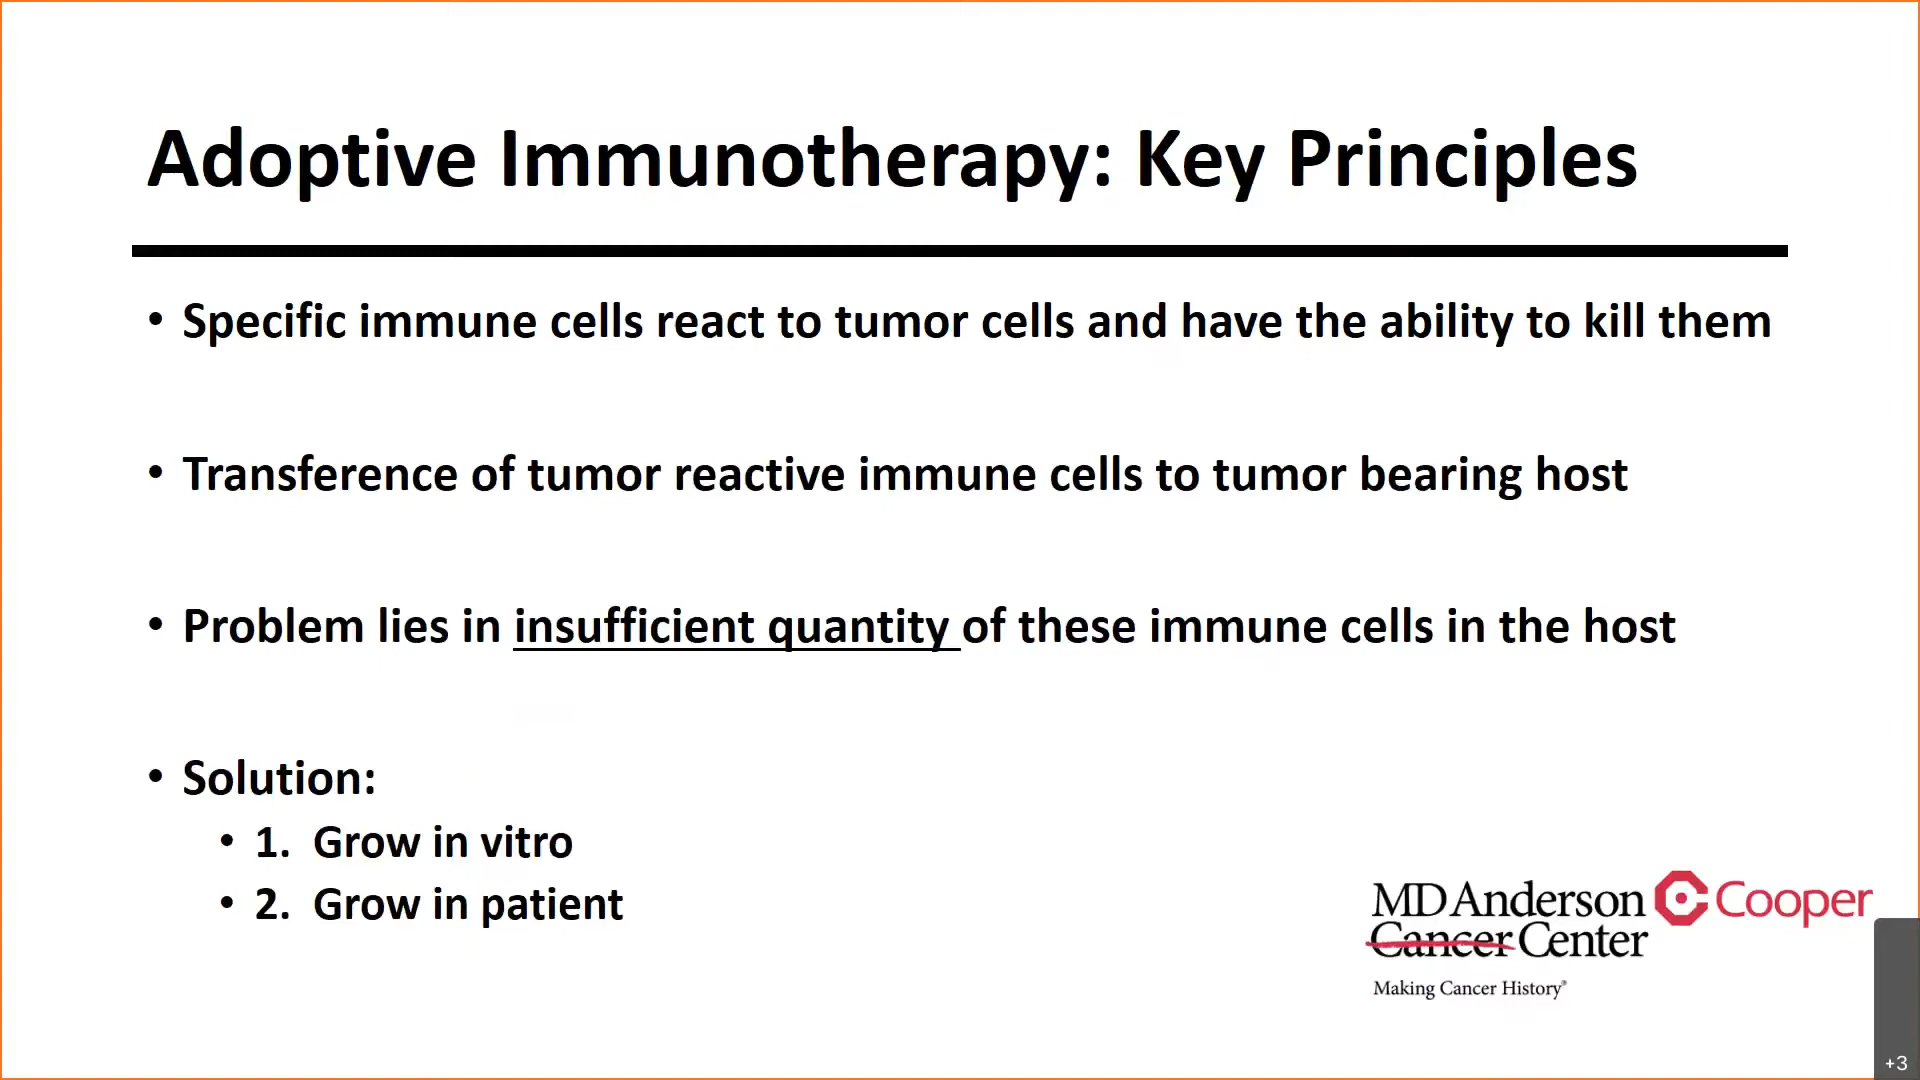 Adoptive Immunotherapy: Key Principles
• Specific immune cells react to tumor cells and have the ability to kill them
• Transference of tumor reactive immune cells to tumor bearing host
• Problem lies in insufficient quantity of these immune cells in the host
• Solution:
• 1. Grow in vitro
• 2. Grow in patient
MD Anderson Cooper
Cancer Center
Making Cancer History®
+3